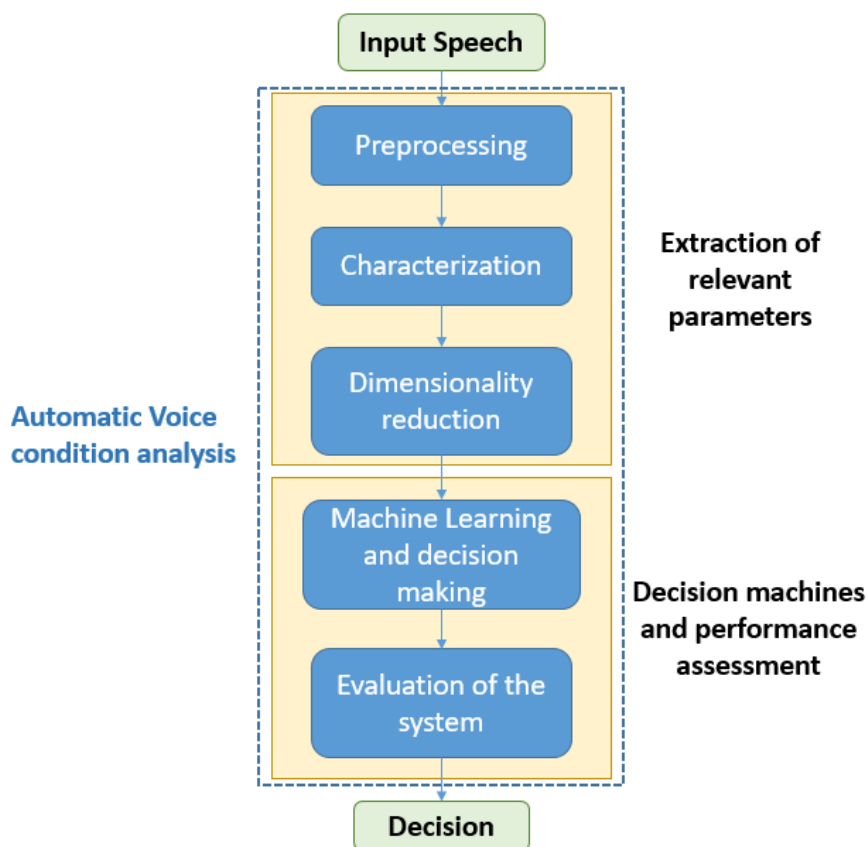 Input Speech
Preprocessing
Characterization
Dimensionality
reduction
Extraction of
relevant
parameters
Automatic Voice
condition analysis
Machine Learning
and decision
making
Evaluation of the
system
Decision machines
and performance
assessment
Decision